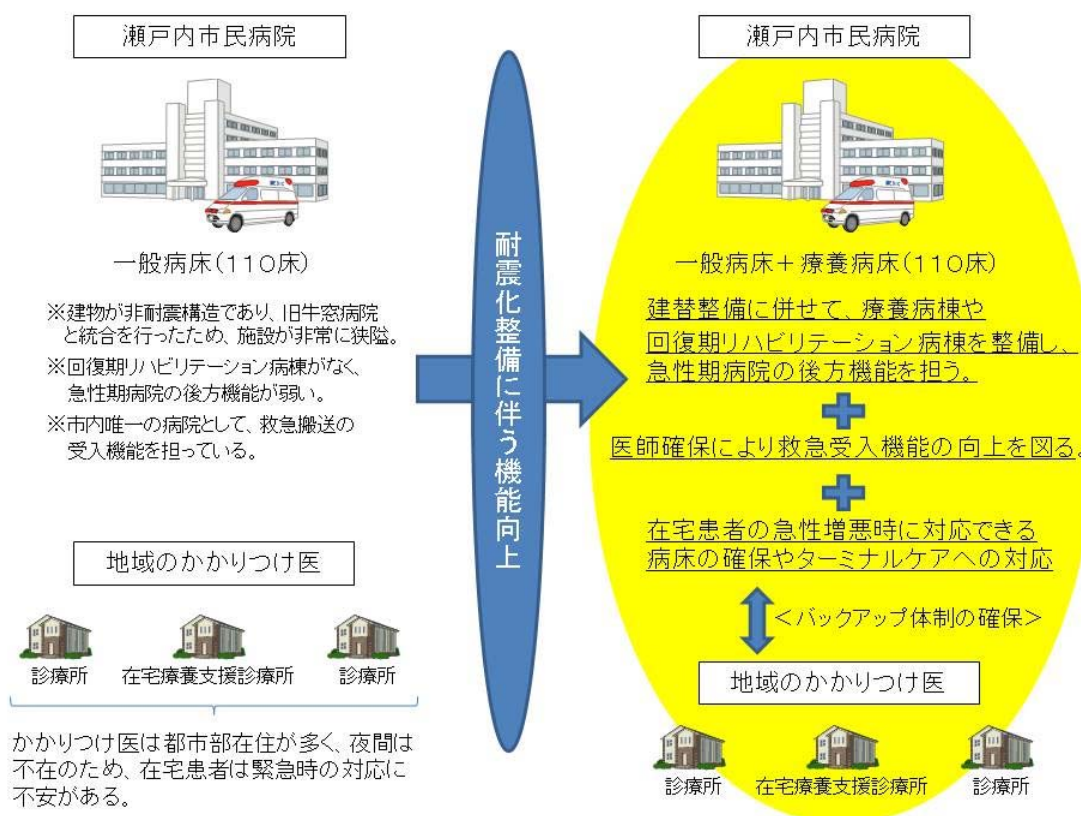 瀬戸内市民病院
一般病床(110床)
※建物が非耐震構造であり、旧牛窓病院
と統合を行ったため、施設が非常に狭隘。
※回復期リハビリテーション病棟がなく、
急性期病院の後方機能が弱い。
※市内唯一の病院として、救急搬送の
受入機能を担っている。
地域のかかりつけ医
診療所
在宅療養支援診療所
診療所
かかりつけ医は都市部在住が多く、夜間は
不在のため、在宅患者は緊急時の対応に
不安がある。
耐震化整備に伴う機能向上
瀬戸内市民病院
一般病床+療養病床(110床)
建替整備に併せて、療養病棟や
回復期リハビリテーション病棟を整備し、
急性期病院の後方機能を担う。
医師確保により救急受入機能の向上を図る。
在宅患者の急性増悪時に対応できる
病床の確保やターミナルケアへの対応
<バックアップ体制の確保>
地域のかかりつけ医
診療所
在宅療養支援診療所
診療所